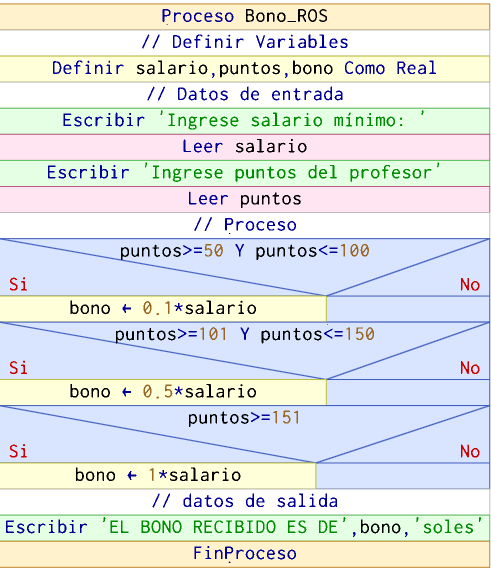 Proceso Bono_ROS
// Definir Variables
Definir salario,puntos,bono Como Real
// Datos de entrada
Escribir 'Ingrese salario mínimo: '
Leer salario
Escribir 'Ingrese puntos del profesor'
Leer puntos
// Proceso
puntos>=50 Y puntos<=100
Si No
bono ← 0.1*salario
puntos>=101 Y puntos<=150
Si No
bono ← 0.5*salario
puntos>=151
Si No
bono ← 1*salario
// datos de salida
Escribir 'EL BONO RECIBIDO ES DE',bono,'soles'
FinProceso